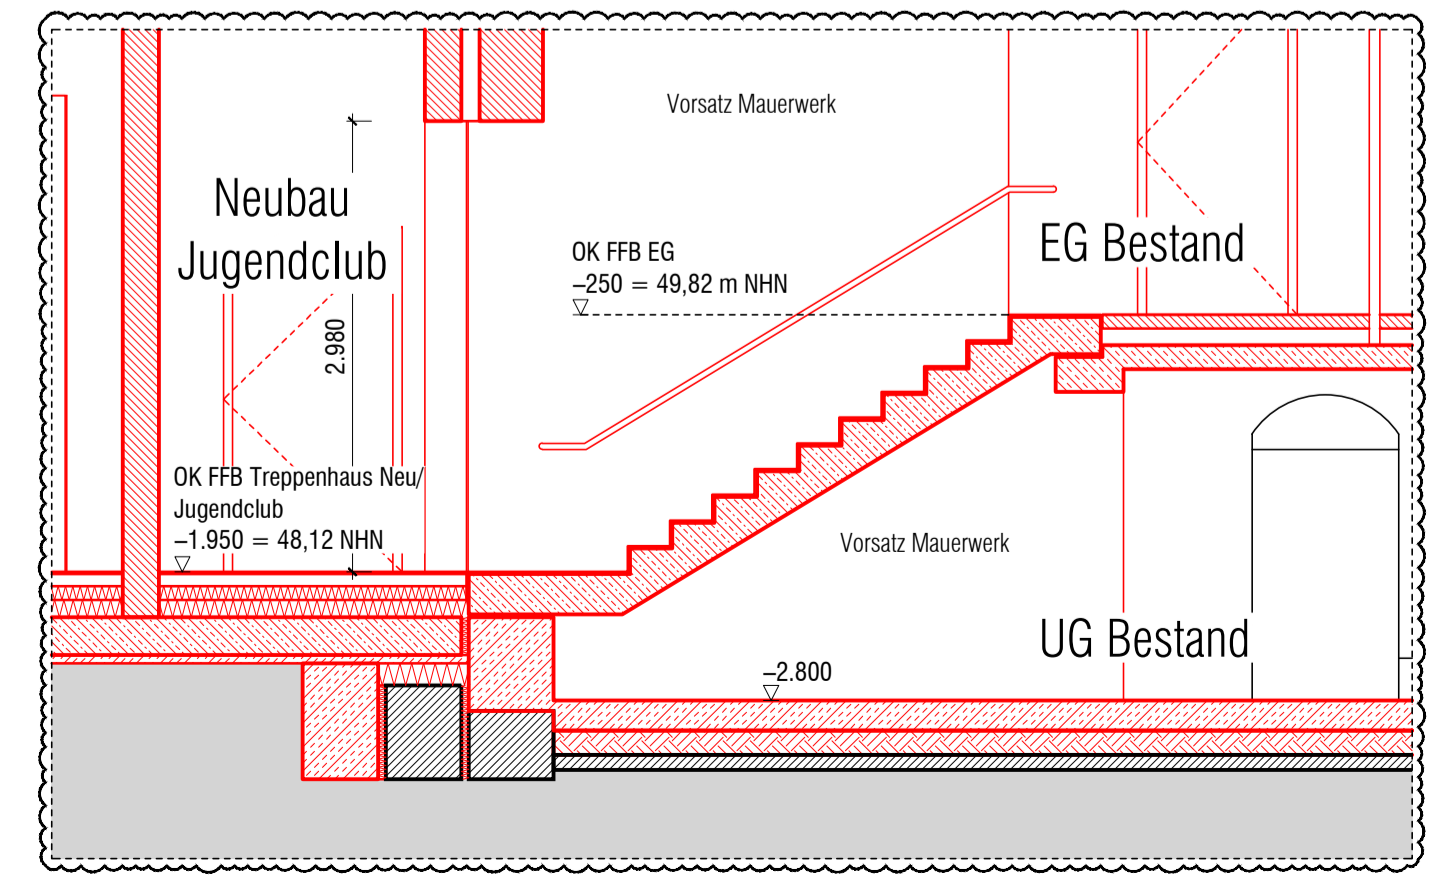 Vorsatz Mauerwerk
Neubau
Jugendclub
2.980
OK FFB EG
–250 = 49,82 m NHN
EG Bestand
OK FFB Treppenhaus Neu/
Jugendclub
–1.950 = 48,12 NHN
Vorsatz Mauerwerk
UG Bestand
–2.800